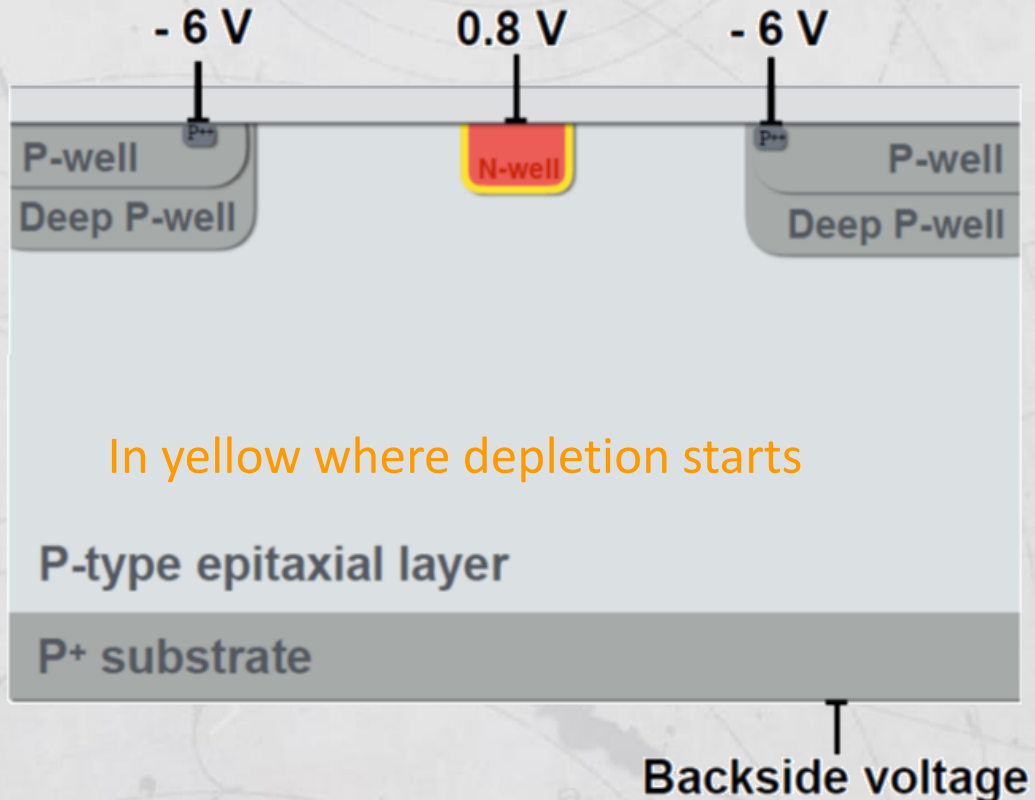 - 6 V 0.8 V - 6 V
P++ P++
P-well N-well P-well
Deep P-well Deep P-well
In yellow where depletion starts
P-type epitaxial layer
P+ substrate
Backside voltage